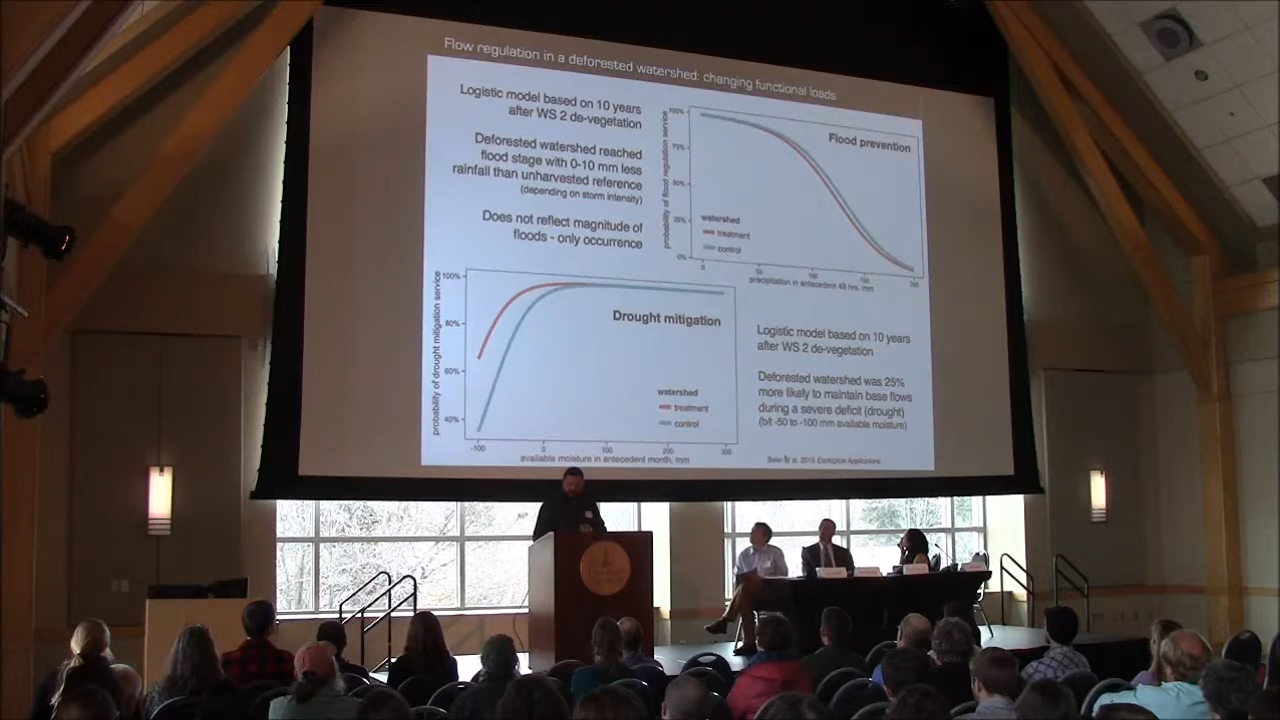 Flow regulation in a deforested watershed: changing functional loads
Logistic model based on 10 years
after WS 2 de-vegetation
Deforested watershed reached
flood stage with 0-10 mm less
rainfall than unharvested reference
(depending on storm intensity)
Does not reflect magnitude of
floods - only occurrence
probability of flood regulation service
100%
75%
50%
25%
0%
Flood prevention
watershed
treatment
control
0
50
100
150
200
precipitation in antecedent 48 hrs, mm
probability of drought mitigation service
100%
80%
60%
40%
Drought mitigation
watershed
treatment
control
-100
0
100
200
300
available moisture in antecedent month, mm
Logistic model based on 10 years
after WS 2 de-vegetation
Deforested watershed was 25%
more likely to maintain base flows
during a severe deficit (drought)
(b/t -50 to -100 mm available moisture)
et al. 2015 Ecological Applications